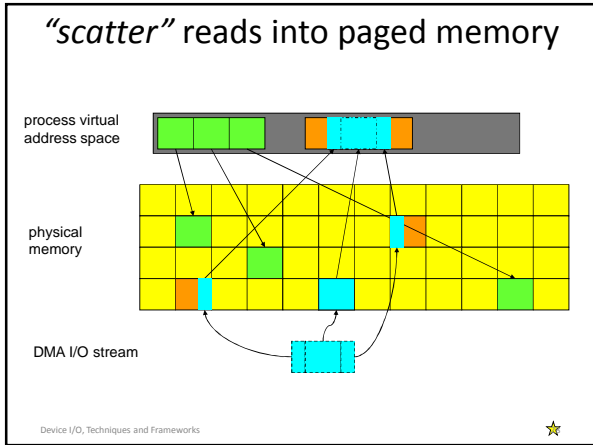 “scatter” reads into paged memory
process virtual
address space
physical
memory
DMA I/O stream
Device I/O, Techniques and Frameworks